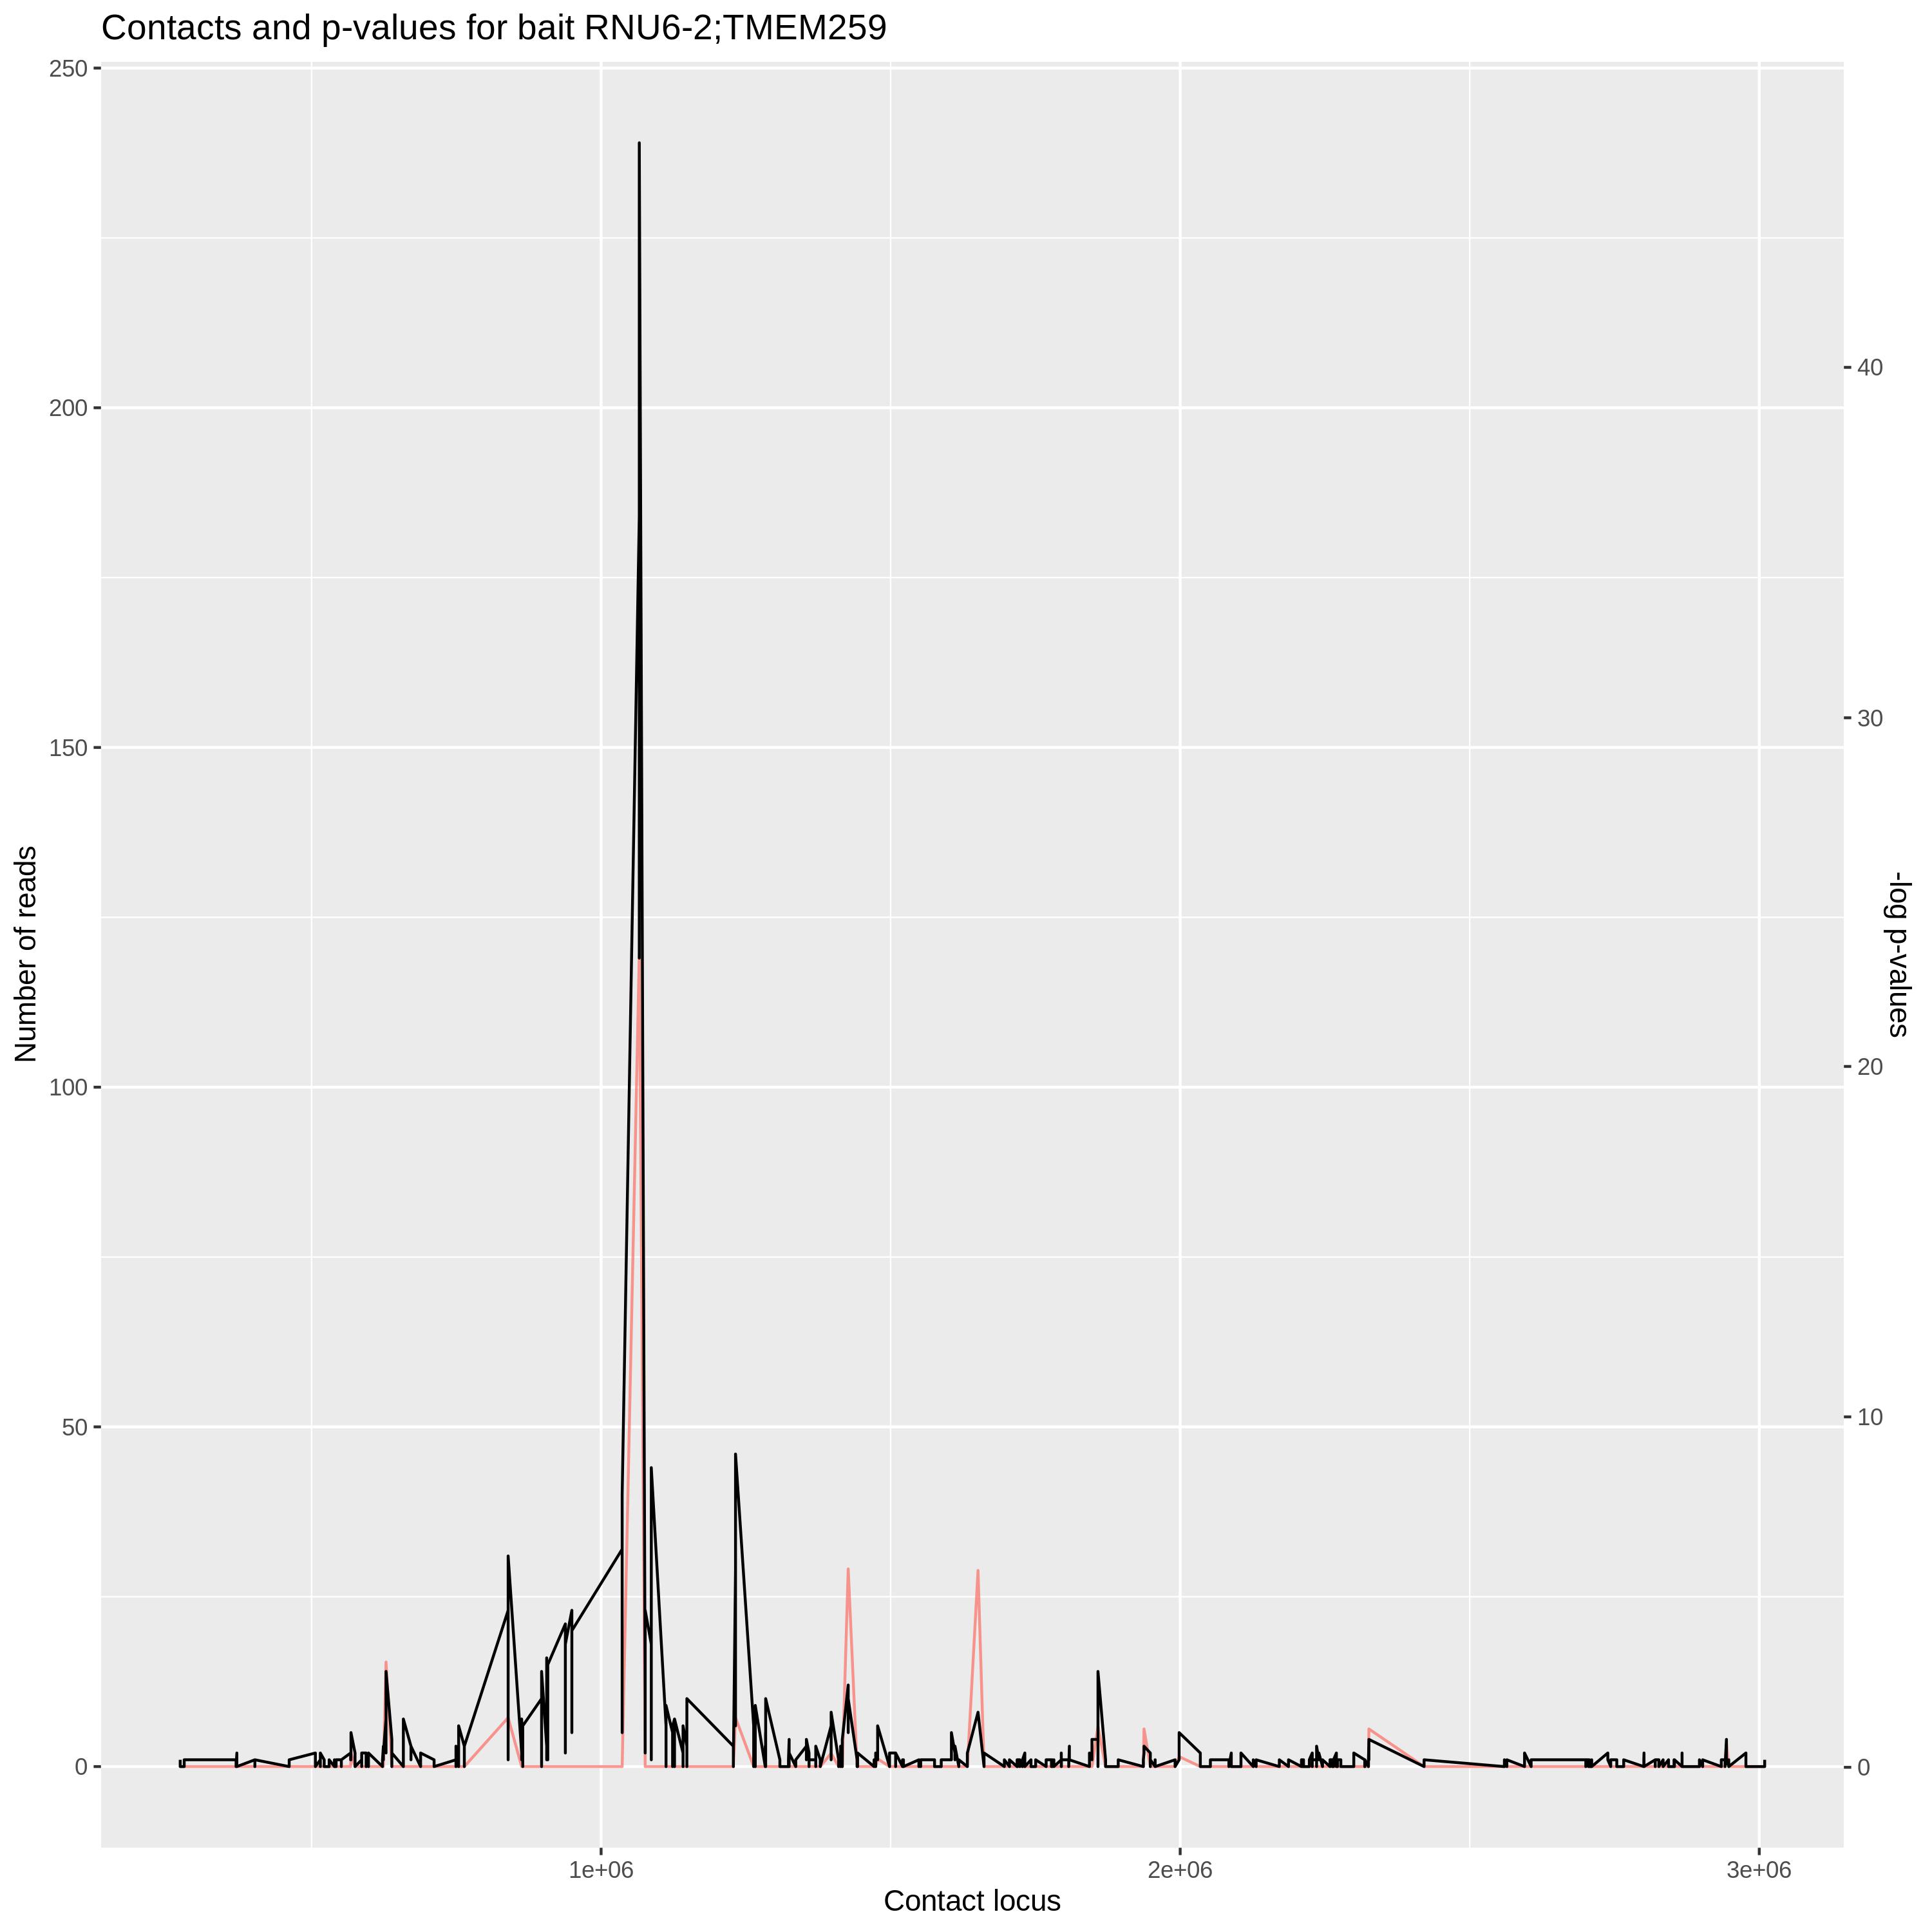 Contacts and p-values for bait RNU6-2;TMEM259
250
200
150
100
50
0
Number of reads
40
30
20
10
0
-log p-values
1e+06
2e+06
3e+06
Contact locus